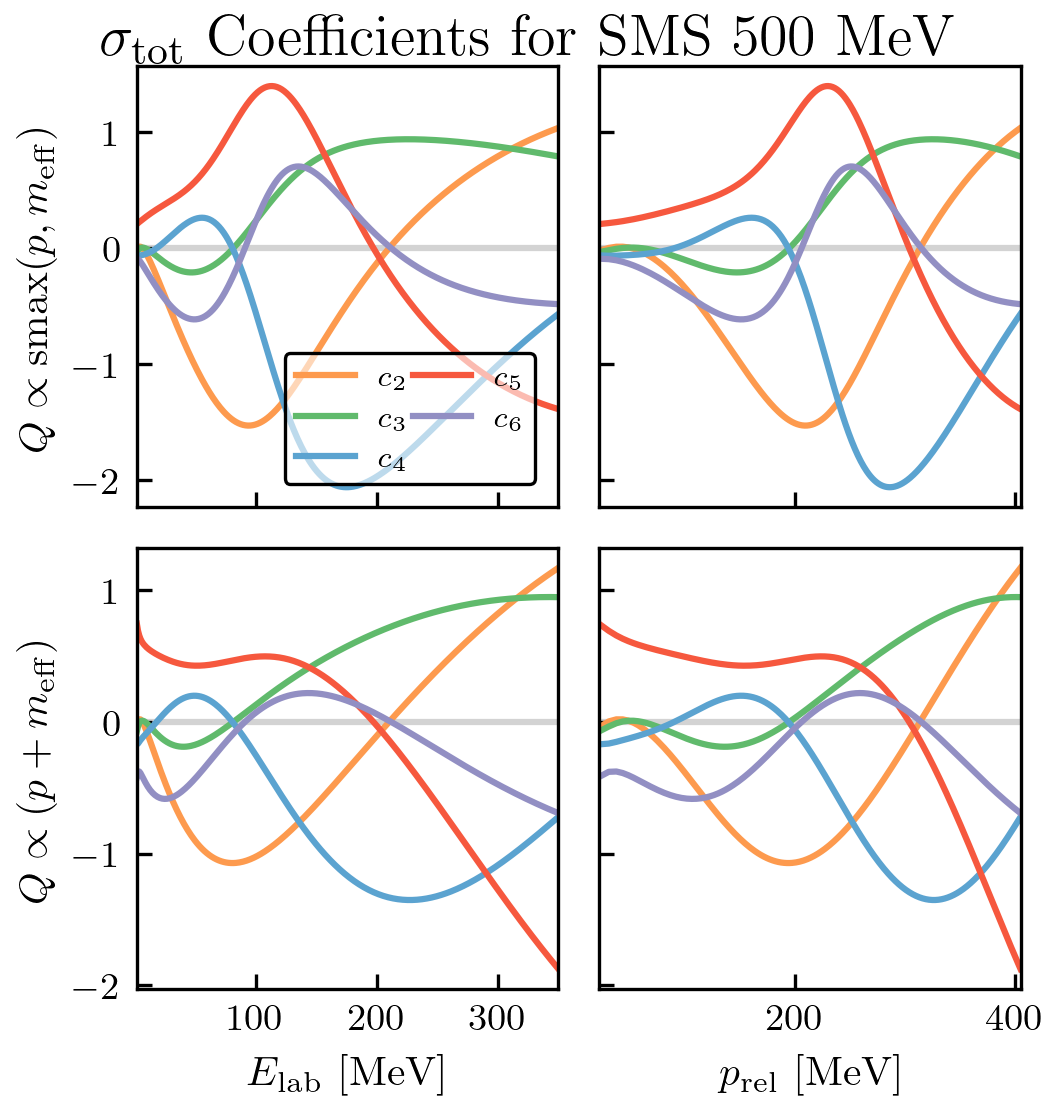 σ_tot Coefficients for SMS 500 MeV
Q ∝ smax(p, m_eff)
1
0
−1
−2
c_2 c_5
c_3 c_6
c_4
Q ∝ (p + m_eff)
1
0
−1
−2
100 200 300 200 400
E_lab [MeV] p_rel [MeV]